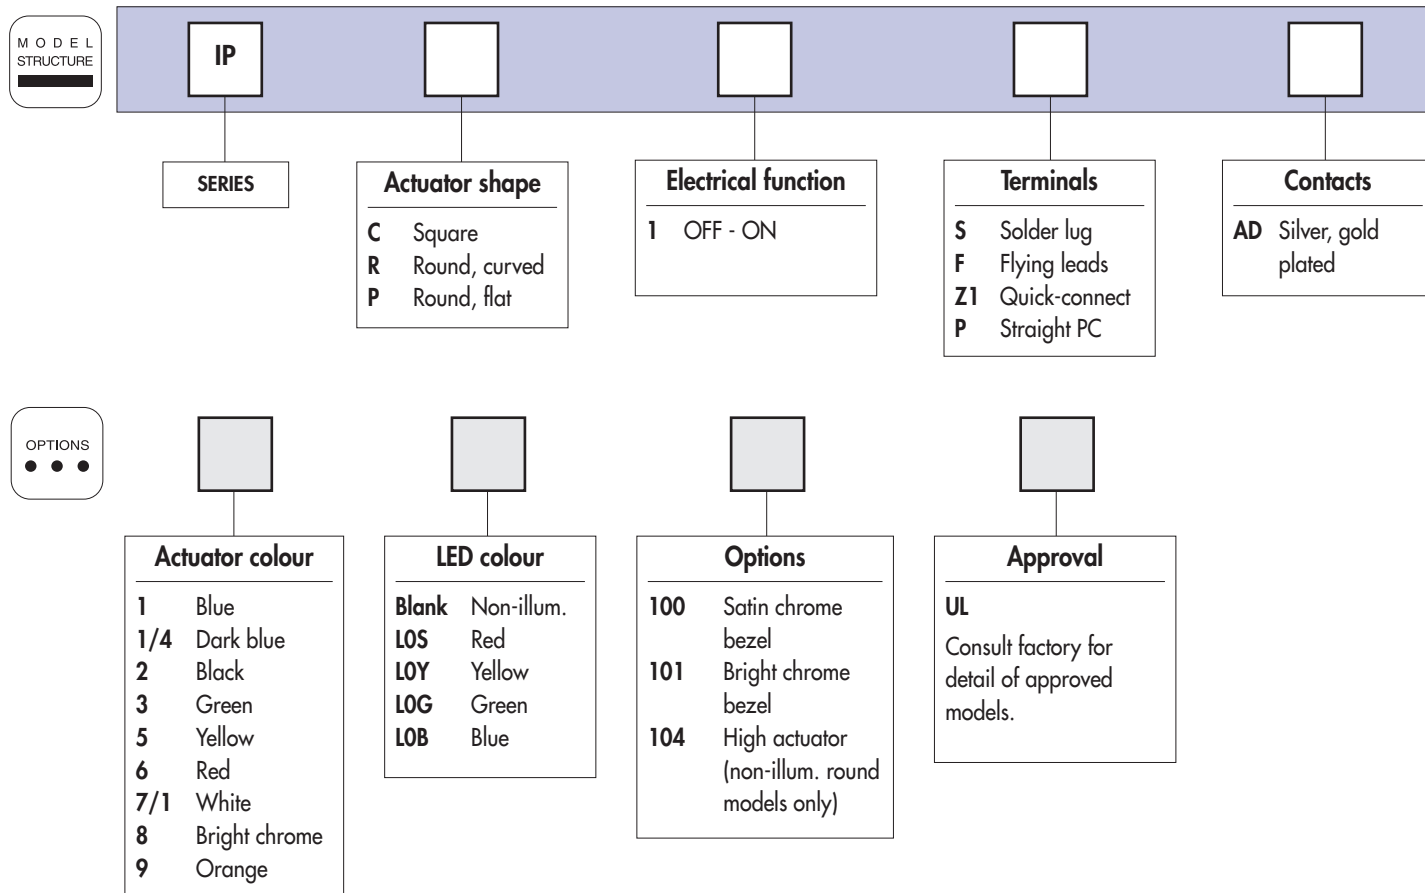 MODEL
STRUCTURE
IP
SERIES
Actuator shape
C Square
R Round, curved
P Round, flat
Electrical function
1 OFF - ON
Terminals
S Solder lug
F Flying leads
Z1 Quick-connect
P Straight PC
Contacts
AD Silver, gold
plated
OPTIONS
Actuator colour
1 Blue
1/4 Dark blue
2 Black
3 Green
5 Yellow
6 Red
7/1 White
8 Bright chrome
9 Orange
LED colour
Blank Non-illum.
L0S Red
L0Y Yellow
L0G Green
L0B Blue
Options
100 Satin chrome
bezel
101 Bright chrome
bezel
104 High actuator
(non-illum. round
models only)
Approval
UL
Consult factory for
detail of approved
models.